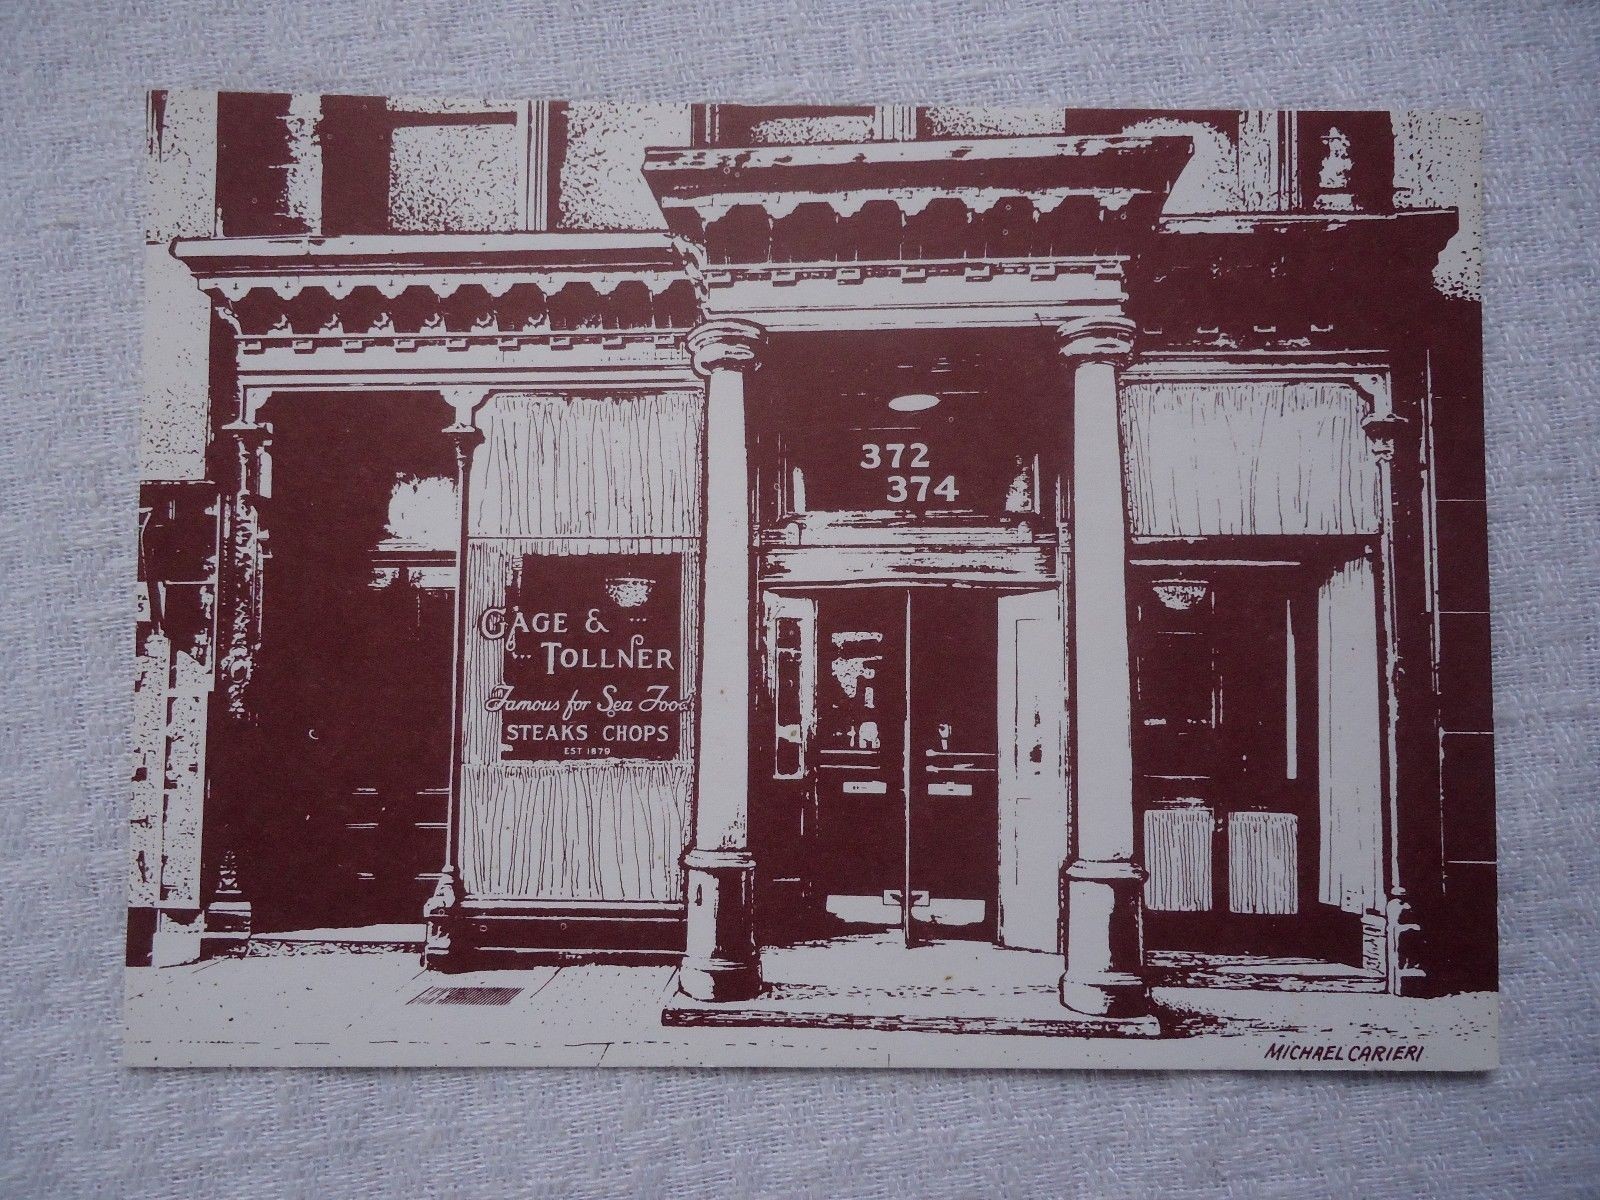 372
374
GAGE &
TOLLNER
Famous for Sea Food
STEAKS CHOPS
EST 1879
MICHAEL CARIERI